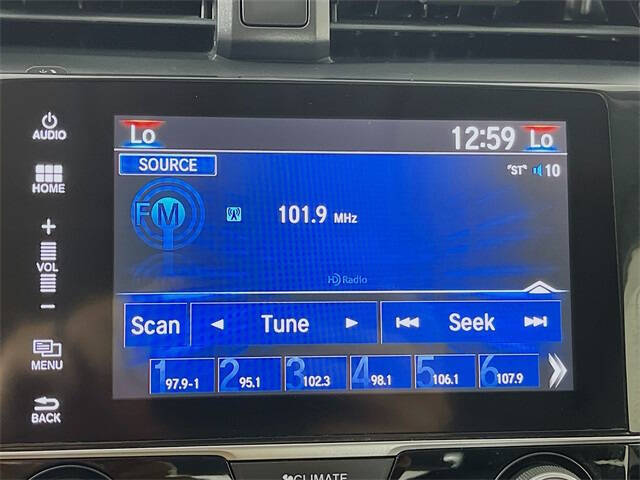 AUDIO
HOME
VOL
MENU
BACK
Lo
12:59 Lo
SOURCE
"ST" 10
FM
101.9 MHz
HD Radio
Scan Tune Seek
1 97.9-1 2 95.1 3 102.3 4 98.1 5 106.1 6 107.9
CLIMATE